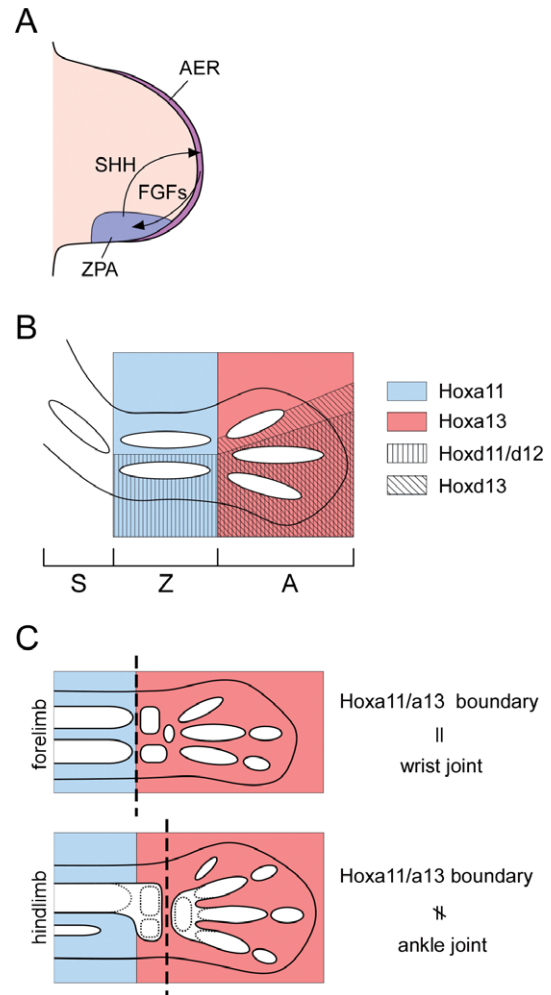 A
AER
SHH
FGFs
ZPA
B
Hoxa11
Hoxa13
Hoxd11/d12
Hoxd13
S Z A
C
forelimb
Hoxa11/a13 boundary
=
wrist joint
hindlimb
Hoxa11/a13 boundary
≠
ankle joint